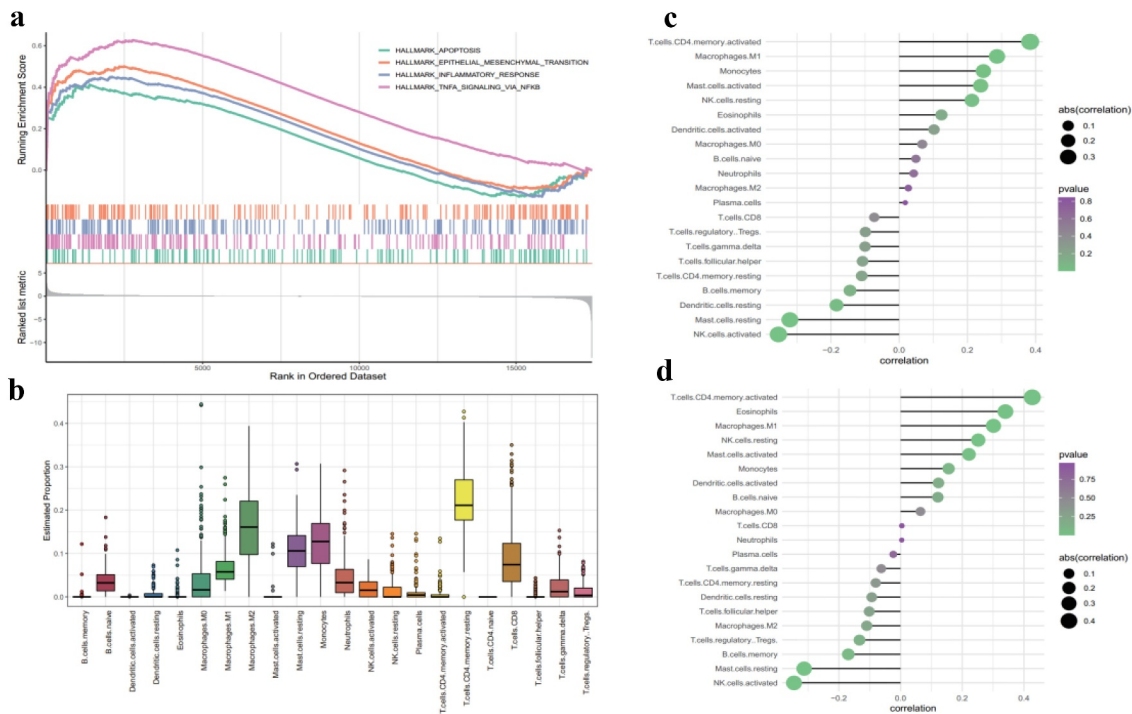 a
Running Enrichment Score
0.6
0.4
0.2
0.0
HALLMARK_APOPTOSIS
HALLMARK_EPITHELIAL_MESENCHYMAL_TRANSITION
HALLMARK_INFLAMMATORY_RESPONSE
HALLMARK_TNFA_SIGNALING_VIA_NFKB
Ranked list metric
5
0
−5
−10
5000
10000
15000
Rank in Ordered Dataset
b
Estimated Proportion
0.4
0.3
0.2
0.1
0.0
B.cells.memory
B.cells.naive
Dendritic.cells.activated
Dendritic.cells.resting
Eosinophils
Macrophages.M0
Macrophages.M1
Macrophages.M2
Mast.cells.activated
Mast.cells.resting
Monocytes
Neutrophils
NK.cells.activated
NK.cells.resting
Plasma.cells
T.cells.CD4.memory.activated
T.cells.CD4.memory.resting
T.cells.CD4.naive
T.cells.CD8
T.cells.follicular.helper
T.cells.gamma.delta
T.cells.regulatory..Tregs.
c
T.cells.CD4.memory.activated
Macrophages.M1
Monocytes
Mast.cells.activated
NK.cells.resting
Eosinophils
Dendritic.cells.activated
Macrophages.M0
B.cells.naive
Neutrophils
Macrophages.M2
Plasma.cells
T.cells.CD8
T.cells.regulatory..Tregs.
T.cells.gamma.delta
T.cells.follicular.helper
T.cells.CD4.memory.resting
B.cells.memory
Dendritic.cells.resting
Mast.cells.resting
NK.cells.activated
−0.2
0.0
0.2
0.4
correlation
abs(correlation)
0.1
0.2
0.3
pvalue
0.8
0.6
0.4
0.2
d
T.cells.CD4.memory.activated
Eosinophils
Macrophages.M1
NK.cells.resting
Mast.cells.activated
Monocytes
Dendritic.cells.activated
B.cells.naive
Macrophages.M0
T.cells.CD8
Neutrophils
Plasma.cells
T.cells.gamma.delta
T.cells.CD4.memory.resting
Dendritic.cells.resting
T.cells.follicular.helper
Macrophages.M2
T.cells.regulatory..Tregs.
B.cells.memory
Mast.cells.resting
NK.cells.activated
−0.2
0.0
0.2
0.4
correlation
pvalue
0.75
0.50
0.25
abs(correlation)
0.1
0.2
0.3
0.4